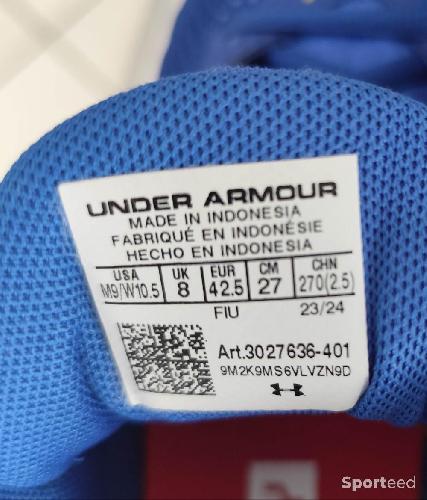 UNDER ARMOUR
MADE IN INDONESIA
FABRIQUÉ EN INDONÉSIE
HECHO EN INDONESIA
USA UK EUR CM CHN
M9/W10.5 8 42.5 27 270(2.5)
FIU 23/24
Art.3027636-401
9M2K9MS6VLVZN9D
Sporteed